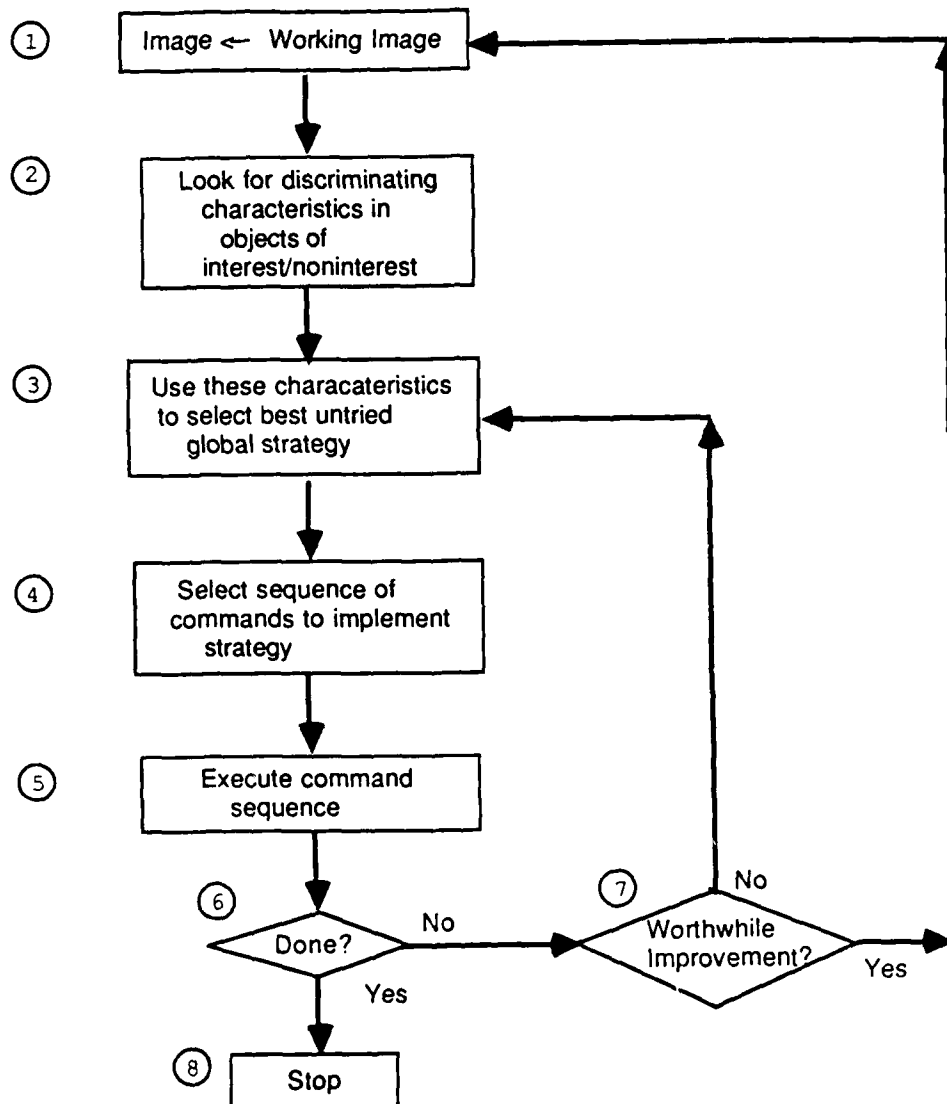 1
Image <- Working Image
2
Look for discriminating
characteristics in
objects of
interest/noninterest
3
Use these characateristics
to select best untried
global strategy
4
Select sequence of
commands to implement
strategy
5
Execute command
sequence
6
Done?
No
Yes
7
No
Worthwhile
Improvement?
Yes
8
Stop